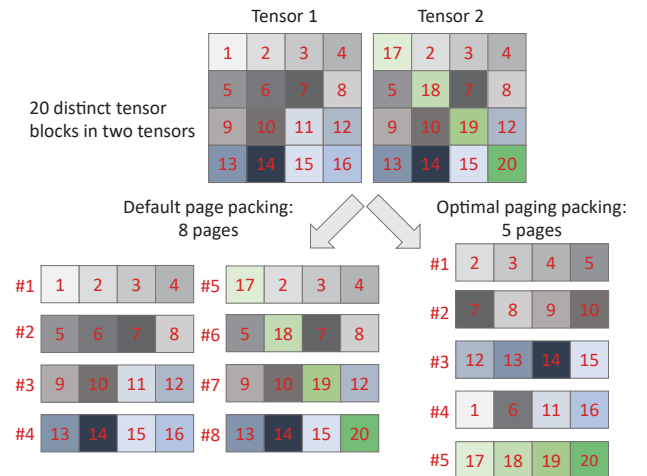 Tensor 1 Tensor 2
1 2 3 4 17 2 3 4
5 6 7 8 5 18 7 8
20 distinct tensor
blocks in two tensors
9 10 11 12 9 10 19 12
13 14 15 16 13 14 15 20
Default page packing:
8 pages
Optimal paging packing:
5 pages
#1 1 2 3 4 #5 17 2 3 4
#2 5 6 7 8 #6 5 18 7 8
#3 9 10 11 12 #7 9 10 19 12
#4 13 14 15 16 #8 13 14 15 20
#1 2 3 4 5
#2 7 8 9 10
#3 12 13 14 15
#4 1 6 11 16
#5 17 18 19 20